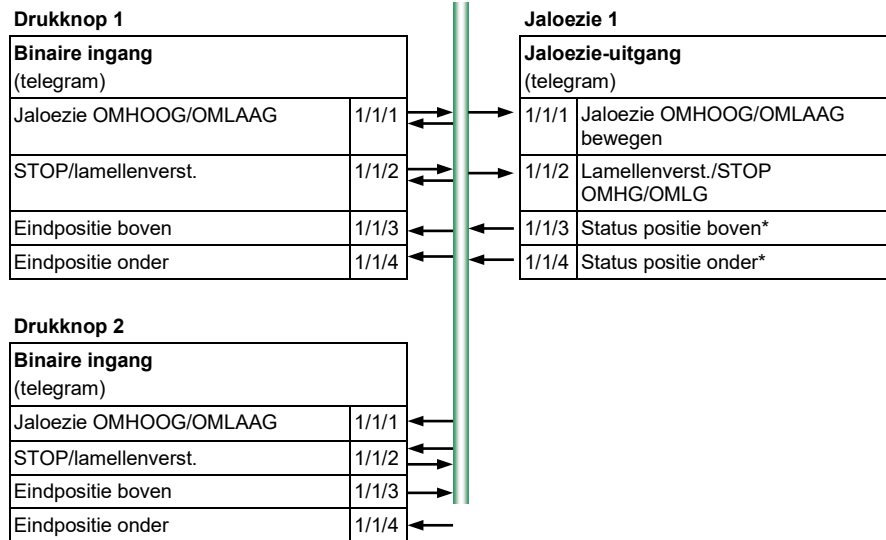 Drukknop 1
Binaire ingang
(telegram)
Jaloezie OMHOOG/OMLAAG 1/1/1
STOP/lamellenverst. 1/1/2
Eindpositie boven 1/1/3
Eindpositie onder 1/1/4
Jaloezie 1
Jaloezie-uitgang
(telegram)
1/1/1 Jaloezie OMHOOG/OMLAAG
bewegen
1/1/2 Lamellenverst./STOP
OMHG/OMLG
1/1/3 Status positie boven*
1/1/4 Status positie onder*
Drukknop 2
Binaire ingang
(telegram)
Jaloezie OMHOOG/OMLAAG 1/1/1
STOP/lamellenverst. 1/1/2
Eindpositie boven 1/1/3
Eindpositie onder 1/1/4